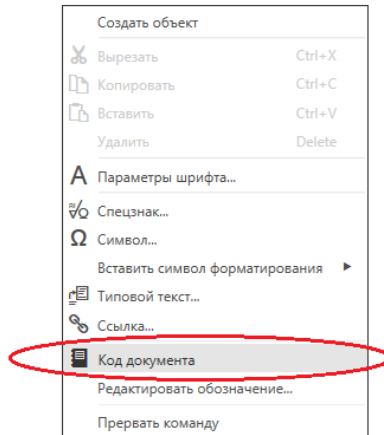 Создать объект
Вырезать Ctrl+X
Копировать Ctrl+C
Вставить Ctrl+V
Удалить Delete
Параметры шрифта...
Спецзнак...
Символ...
Вставить символ форматирования
Типовой текст...
Ссылка...
Код документа
Редактировать обозначение...
Прервать команду